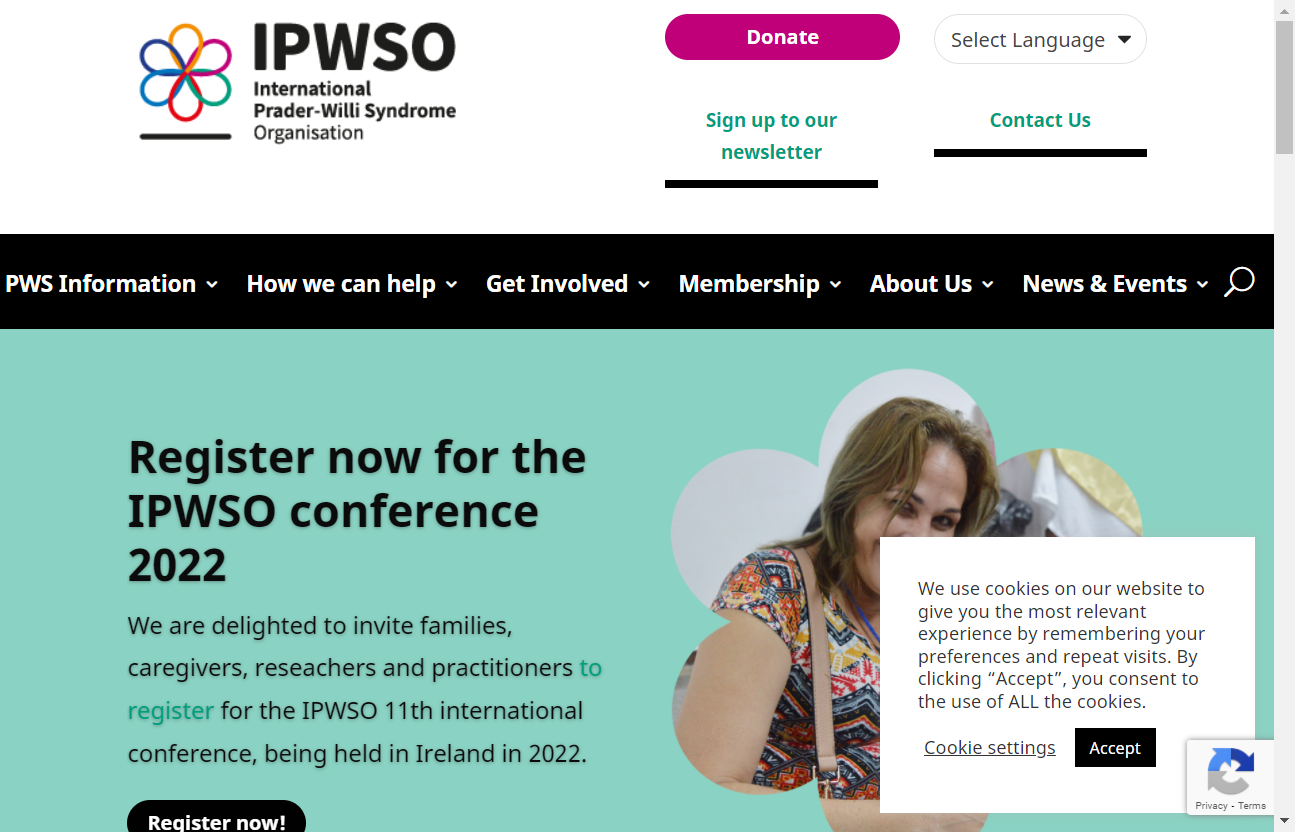 IPWSO
International
Prader-Willi Syndrome
Organisation
Donate
Select Language
Sign up to our
newsletter
Contact Us
PWS Information
How we can help
Get Involved
Membership
About Us
News & Events
Register now for the
IPWSO conference
2022
We are delighted to invite families,
caregivers, reseachers and practitioners to
register for the IPWSO 11th international
conference, being held in Ireland in 2022.
Register now!
We use cookies on our website to
give you the most relevant
experience by remembering your
preferences and repeat visits. By
clicking “Accept”, you consent to
the use of ALL the cookies.
Cookie settings
Accept
Privacy - Terms